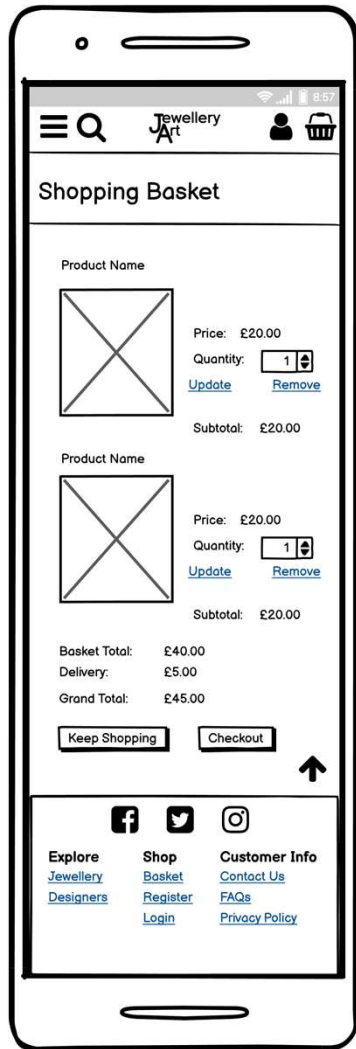 8:57
Jewellery
Art
Shopping Basket
Product Name
Price: £20.00
Quantity: 1
Update Remove
Subtotal: £20.00
Product Name
Price: £20.00
Quantity: 1
Update Remove
Subtotal: £20.00
Basket Total: £40.00
Delivery: £5.00
Grand Total: £45.00
Keep Shopping Checkout
Explore Shop Customer Info
Jewellery Basket Contact Us
Designers Register FAQs
Login Privacy Policy